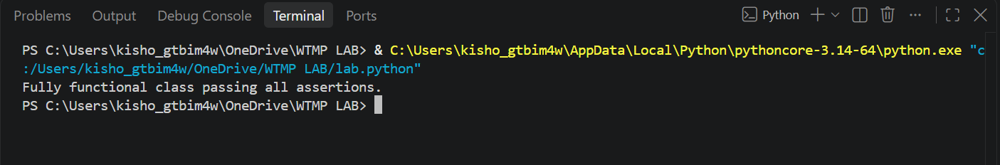 Problems Output Debug Console Terminal Ports Python
PS C:\Users\kisho_gtbim4w\OneDrive\WTMP LAB> & C:\Users\kisho_gtbim4w\AppData\Local\Python\pythoncore-3.14-64\python.exe "c
:/Users/kisho_gtbim4w/OneDrive/WTMP LAB/lab.python"
Fully functional class passing all assertions.
PS C:\Users\kisho_gtbim4w\OneDrive\WTMP LAB>